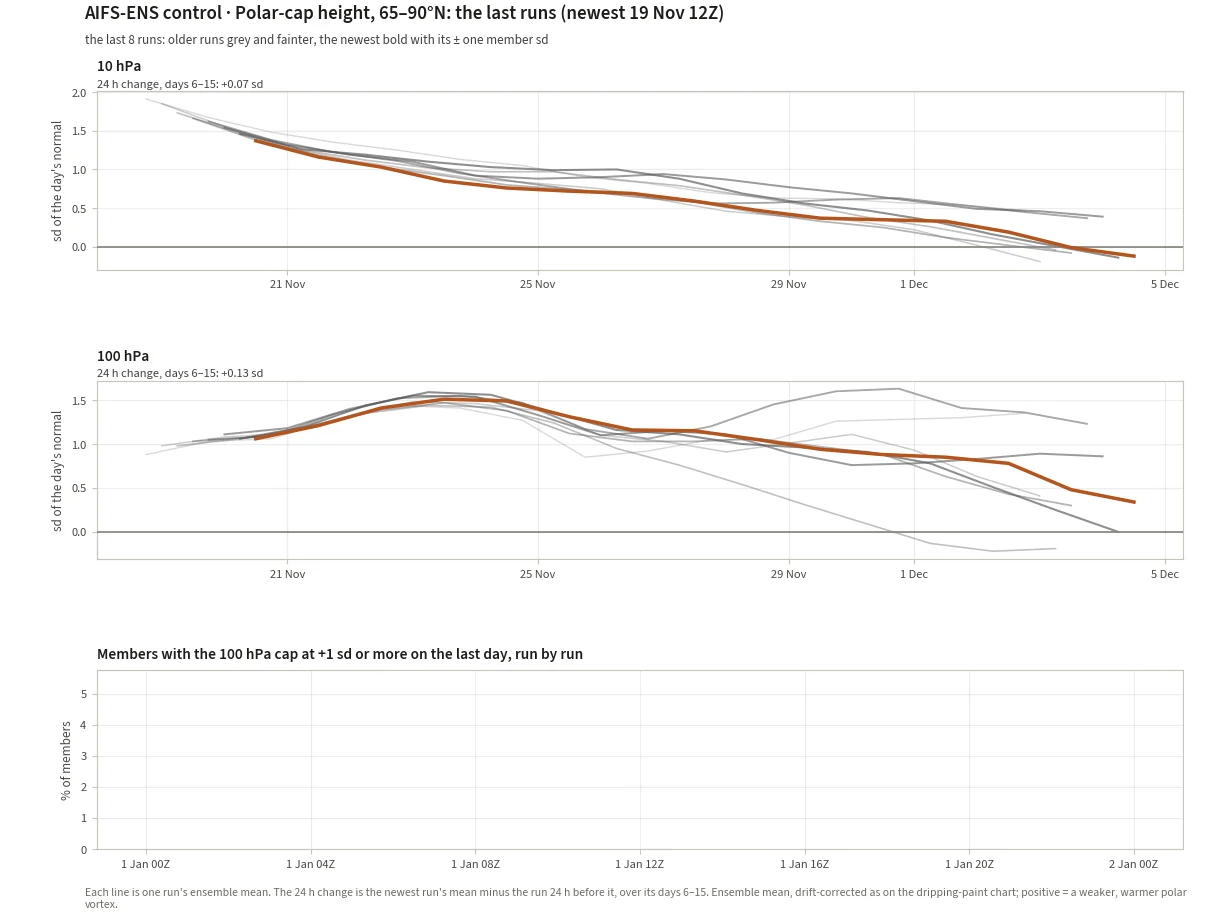 AIFS-ENS control · Polar-cap height, 65–90°N: the last runs (newest 19 Nov 12Z)
the last 8 runs: older runs grey and fainter, the newest bold with its ± one member sd
10 hPa
24 h change, days 6–15: +0.07 sd
sd of the day's normal
2.0
1.5
1.0
0.5
0.0
21 Nov
25 Nov
29 Nov
1 Dec
5 Dec
100 hPa
24 h change, days 6–15: +0.13 sd
sd of the day's normal
1.5
1.0
0.5
0.0
21 Nov
25 Nov
29 Nov
1 Dec
5 Dec
Members with the 100 hPa cap at +1 sd or more on the last day, run by run
% of members
5
4
3
2
1
0
1 Jan 00Z
1 Jan 04Z
1 Jan 08Z
1 Jan 12Z
1 Jan 16Z
1 Jan 20Z
2 Jan 00Z
Each line is one run's ensemble mean. The 24 h change is the newest run's mean minus the run 24 h before it, over its days 6–15. Ensemble mean, drift-corrected as on the dripping-paint chart; positive = a weaker, warmer polar
vortex.